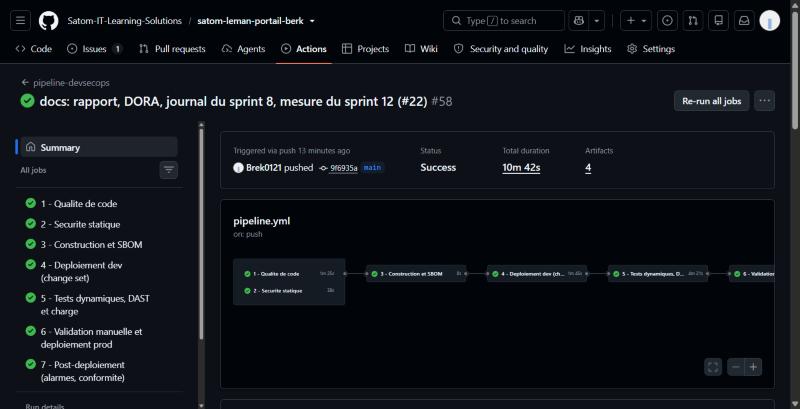 Satom-IT-Learning-Solutions / satom-leman-portail-berk
Type / to search
Code
Issues 1
Pull requests
Agents
Actions
Projects
Wiki
Security and quality
Insights
Settings
pipeline-devsecops
docs: rapport, DORA, journal du sprint 8, mesure du sprint 12 (#22) #58
Re-run all jobs
Summary
All jobs
1 - Qualite de code
2 - Securite statique
3 - Construction et SBOM
4 - Deploiement dev
(change set)
5 - Tests dynamiques, DAST
et charge
6 - Validation manuelle et
deploiement prod
7 - Post-deploiement
(alarmes, conformite)
Run details
Triggered via push 13 minutes ago
Brek0121 pushed 9f6935a main
Status
Success
Total duration
10m 42s
Artifacts
4
pipeline.yml
on: push
1 - Qualite de code
2 - Securite statique
3 - Construction et SBOM
4 - Deploiement dev (ch...
5 - Tests dynamiques, D...
6 - Validation